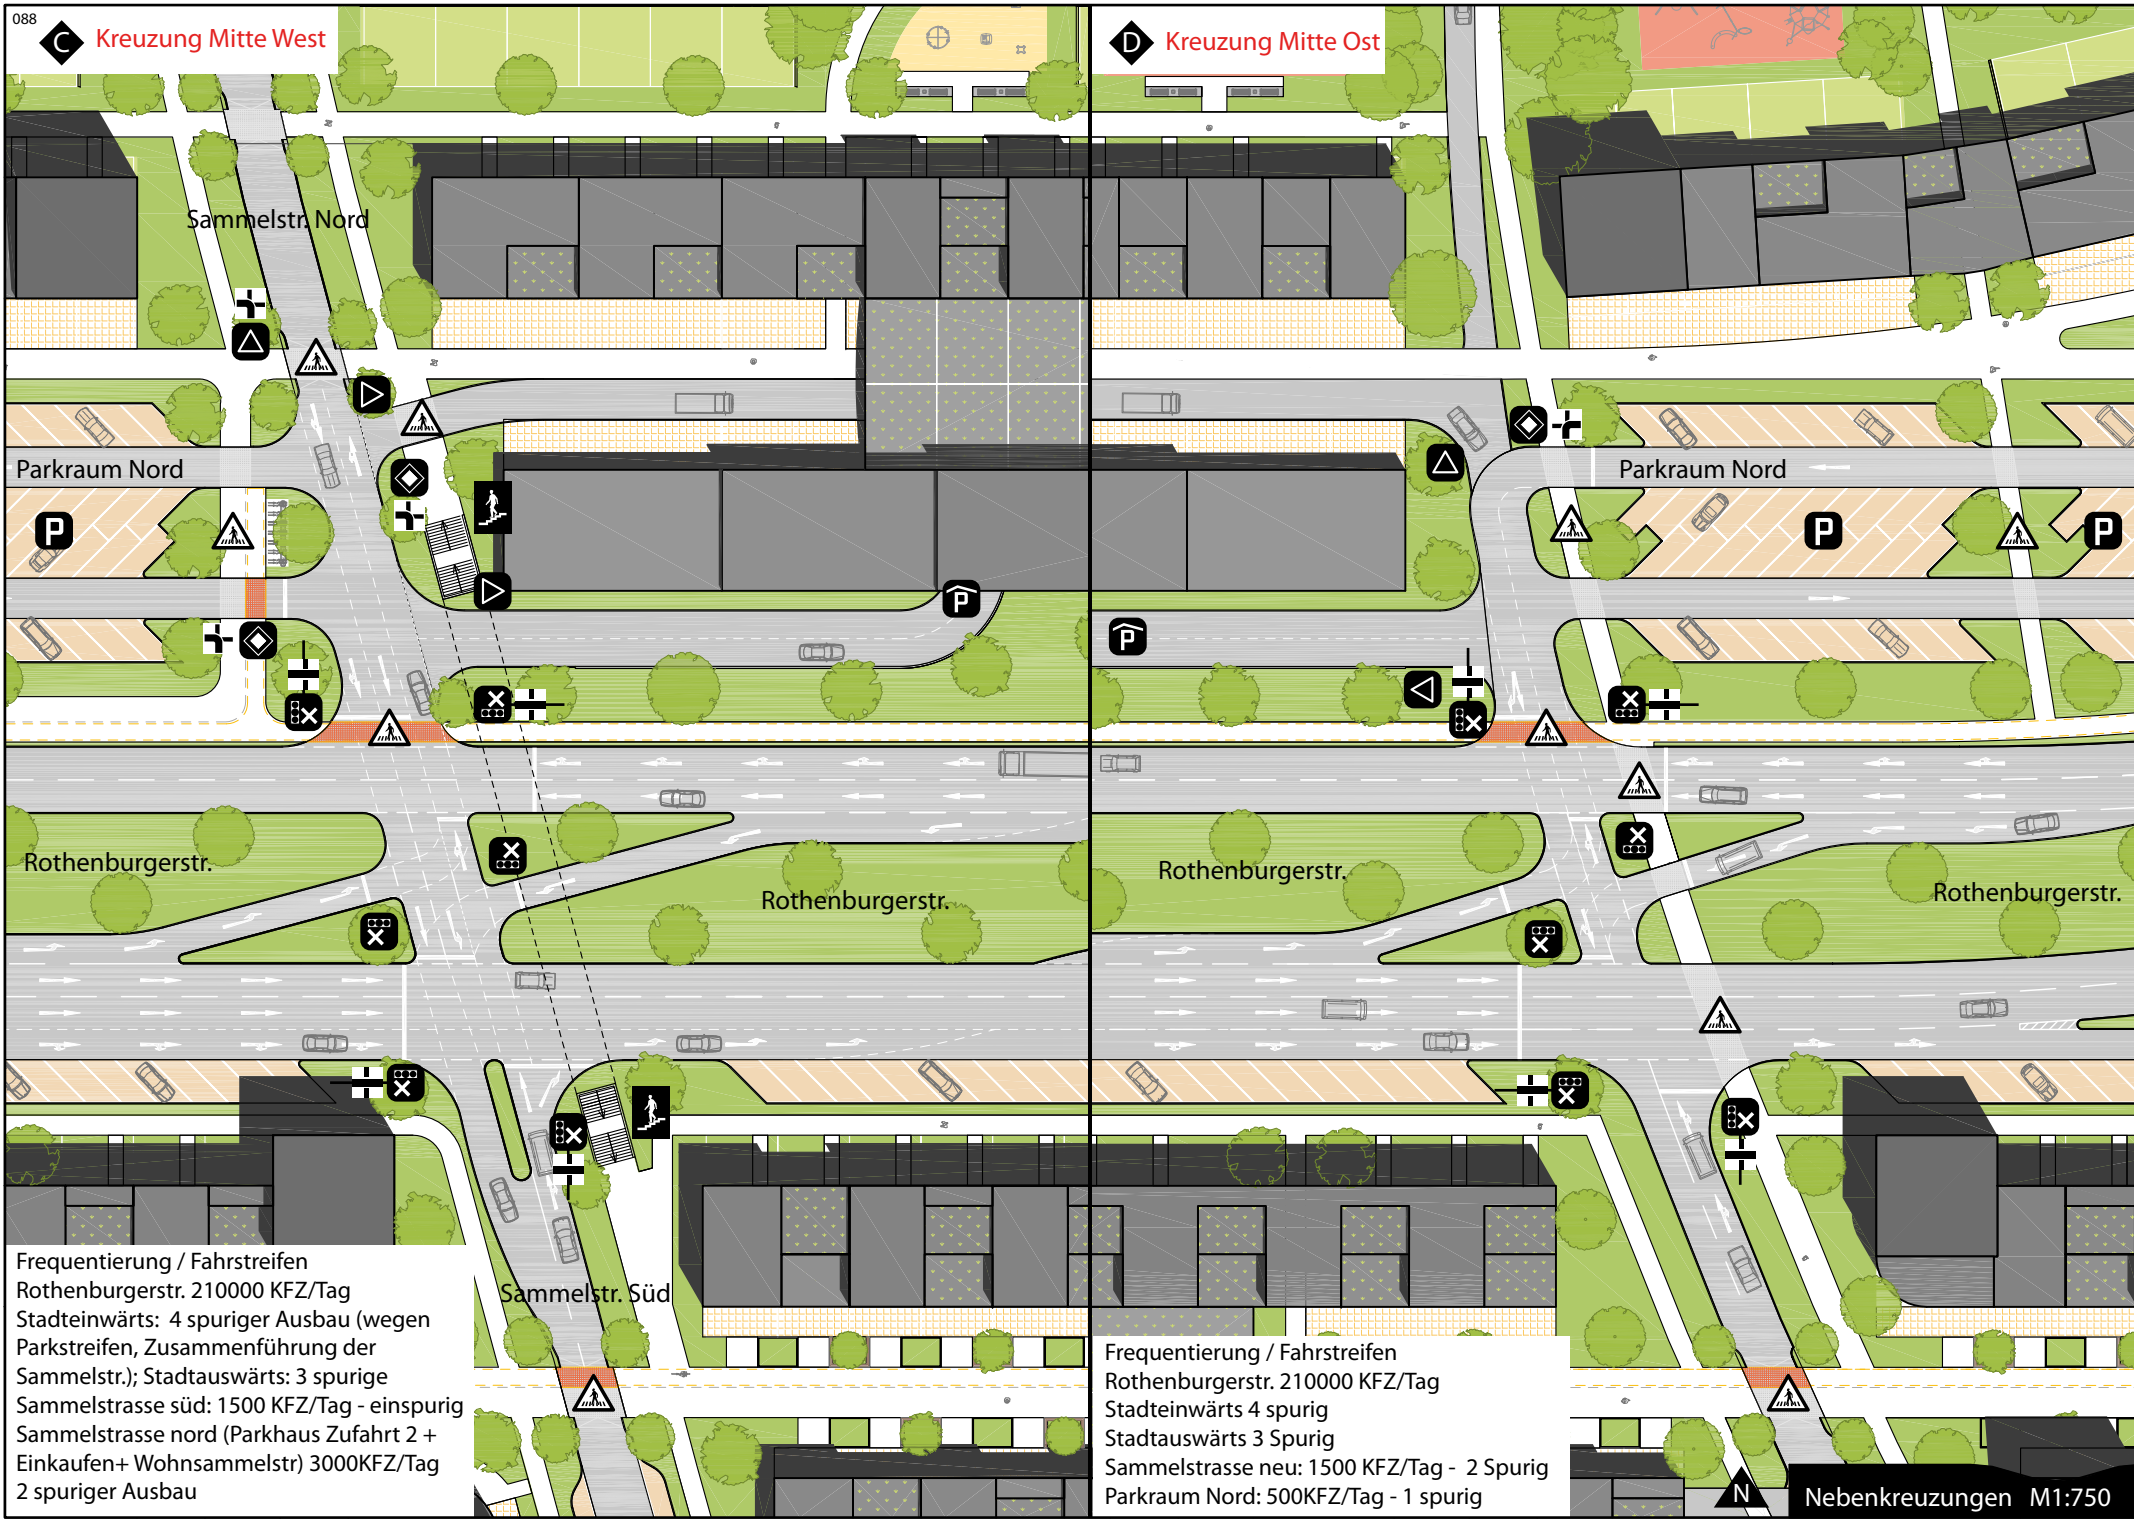 088
C Kreuzung Mitte West
D Kreuzung Mitte Ost
Sammelstr. Nord
Parkraum Nord
Parkraum Nord
P
P
P
P
P
Rothenburgerstr.
Rothenburgerstr.
Rothenburgerstr.
Rothenburgerstr.
Sammelstr. Süd
Frequentierung / Fahrstreifen
Rothenburgerstr. 210000 KFZ/Tag
Stadteinwärts: 4 spuriger Ausbau (wegen
Parkstreifen, Zusammenführung der
Sammelstr.); Stadtauswärts: 3 spurige
Sammelstrasse süd: 1500 KFZ/Tag - einspurig
Sammelstrasse nord (Parkhaus Zufahrt 2 +
Einkaufen+ Wohnsammelstr) 3000KFZ/Tag
2 spuriger Ausbau
Frequentierung / Fahrstreifen
Rothenburgerstr. 210000 KFZ/Tag
Stadteinwärts 4 spurig
Stadtauswärts 3 Spurig
Sammelstrasse neu: 1500 KFZ/Tag - 2 Spurig
Parkraum Nord: 500KFZ/Tag - 1 spurig
N
Nebenkreuzungen M1:750